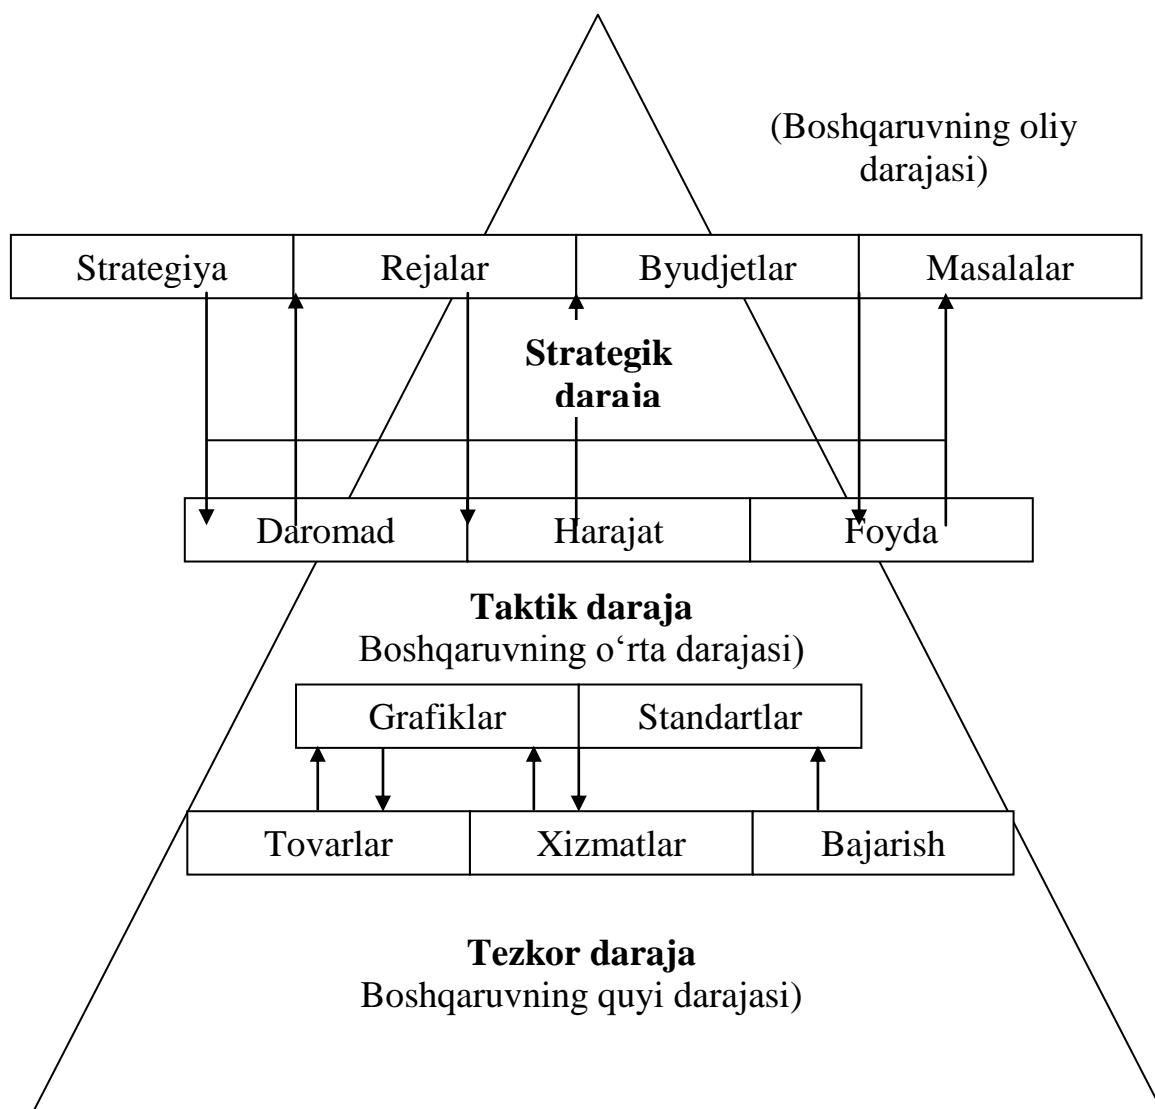 (Boshqaruvning oliy
darajasi)
Strategiya Rejalar Byudjetlar Masalalar
Strategik
daraja
Daromad Harajat Foyda
Taktik daraja
Boshqaruvning o‘rta darajasi)
Grafiklar Standartlar
Tovarlar Xizmatlar Bajarish
Tezkor daraja
Boshqaruvning quyi darajasi)